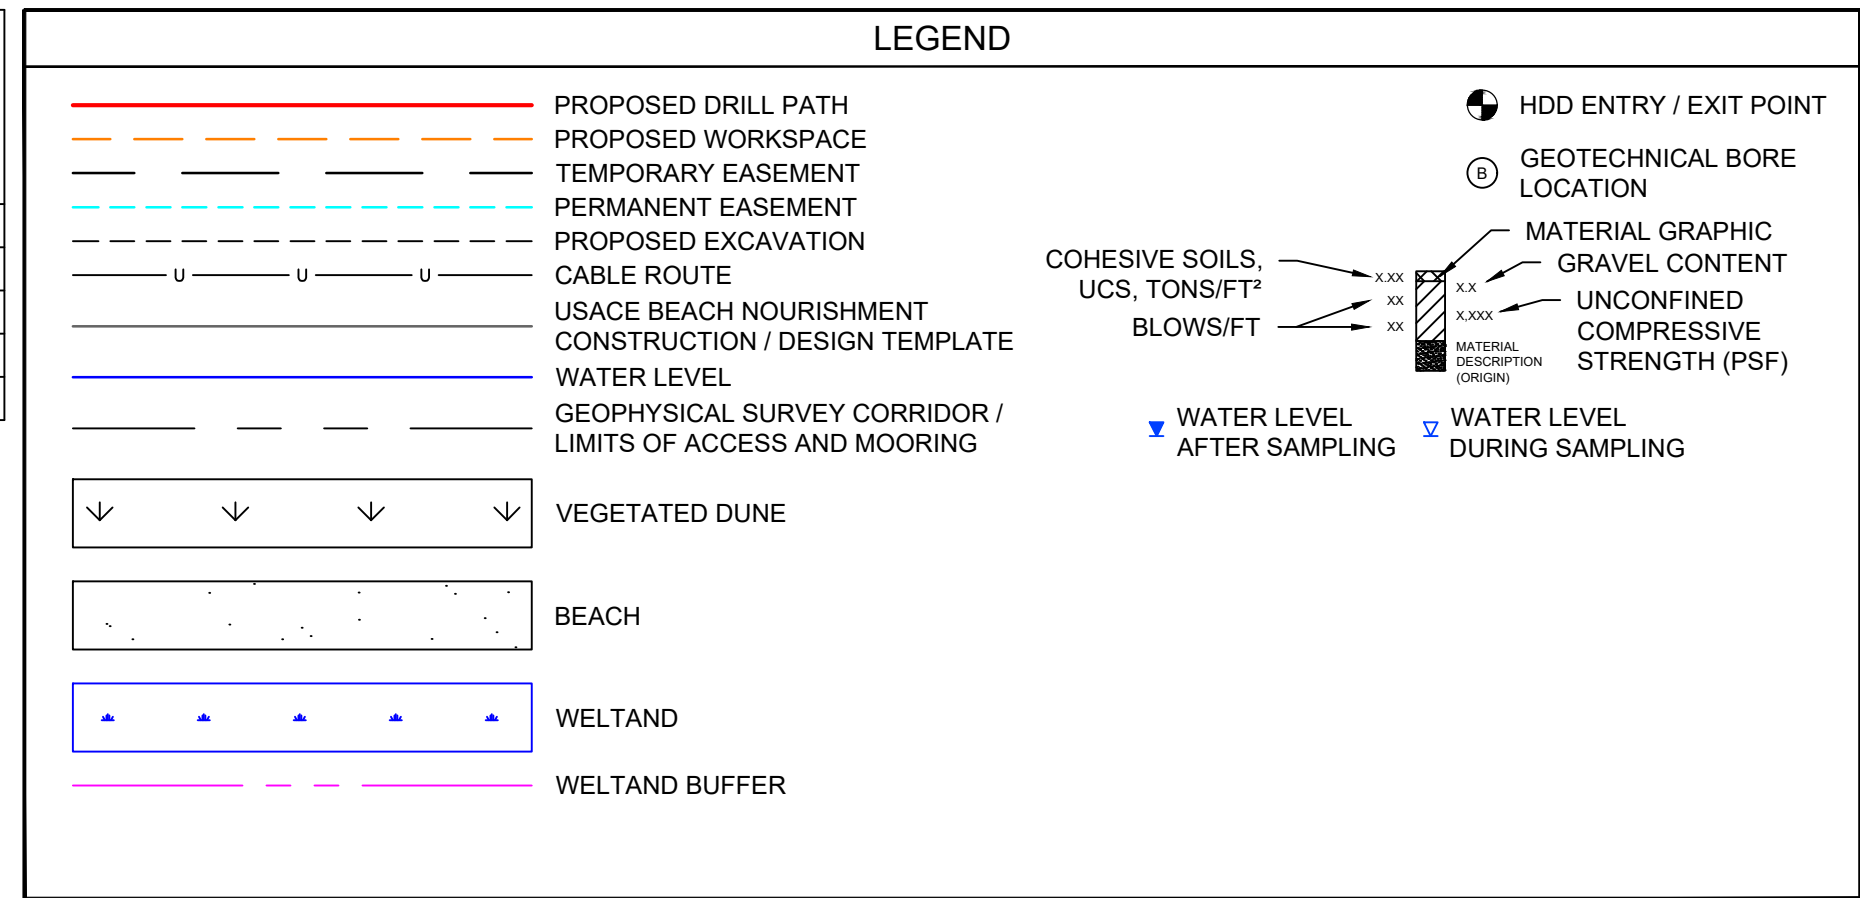 LEGEND
PROPOSED DRILL PATH
PROPOSED WORKSPACE
TEMPORARY EASEMENT
PERMANENT EASEMENT
PROPOSED EXCAVATION
U U U
CABLE ROUTE
USACE BEACH NOURISHMENT
CONSTRUCTION / DESIGN TEMPLATE
WATER LEVEL
GEOPHYSICAL SURVEY CORRIDOR /
LIMITS OF ACCESS AND MOORING
VEGETATED DUNE
BEACH
WELTAND
WELTAND BUFFER
HDD ENTRY / EXIT POINT
B
GEOTECHNICAL BORE
LOCATION
COHESIVE SOILS,
UCS, TONS/FT²
BLOWS/FT
X.XX
XX
XX
MATERIAL GRAPHIC
GRAVEL CONTENT
X.X
X,XXX
UNCONFINED
COMPRESSIVE
STRENGTH (PSF)
MATERIAL
DESCRIPTION
(ORIGIN)
WATER LEVEL
AFTER SAMPLING
WATER LEVEL
DURING SAMPLING